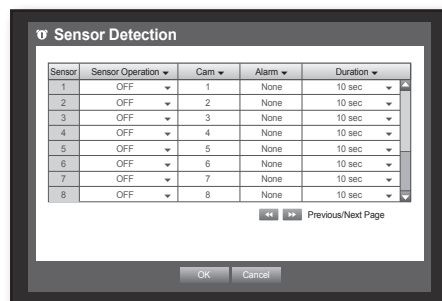 Sensor Detection
Sensor Sensor Operation Cam Alarm Duration
1 OFF 1 None 10 sec
2 OFF 2 None 10 sec
3 OFF 3 None 10 sec
4 OFF 4 None 10 sec
5 OFF 5 None 10 sec
6 OFF 6 None 10 sec
7 OFF 7 None 10 sec
8 OFF 8 None 10 sec
Previous/Next Page
OK Cancel